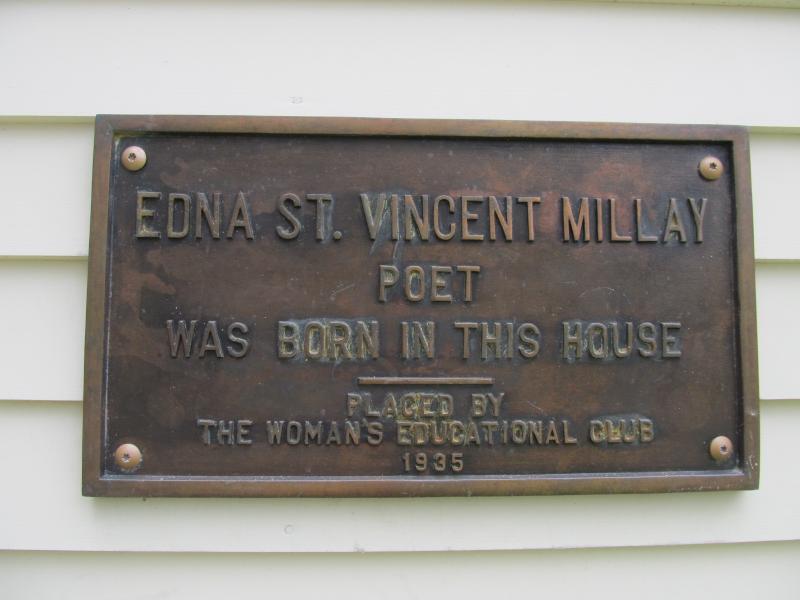 EDNA ST. VINCENT MILLAY
POET
WAS BORN IN THIS HOUSE
PLACED BY
THE WOMAN'S EDUCATIONAL CLUB
1935